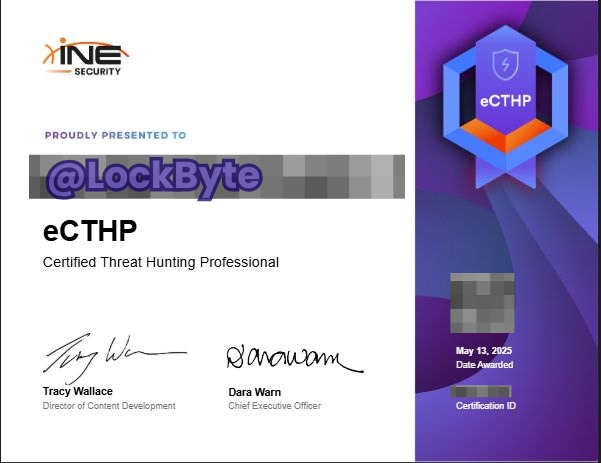 INE
SECURITY
PROUDLY PRESENTED TO
@LockByte
eCTHP
Certified Threat Hunting Professional
Tracy Wallace
Director of Content Development
Dara Warn
Chief Executive Officer
eCTHP
May 13, 2025
Date Awarded
Certification ID